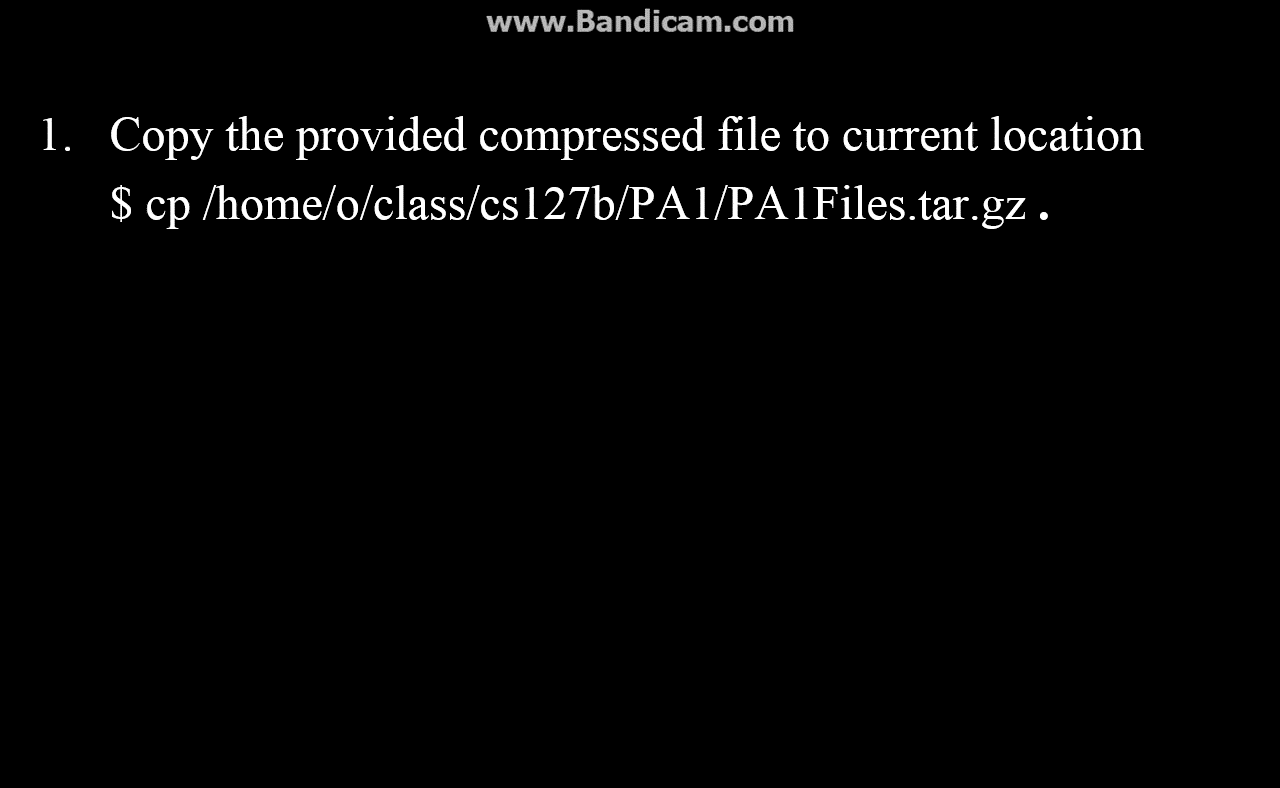 www.Bandicam.com
1. Copy the provided compressed file to current location
$ cp /home/o/class/cs127b/PA1/PA1Files.tar.gz .